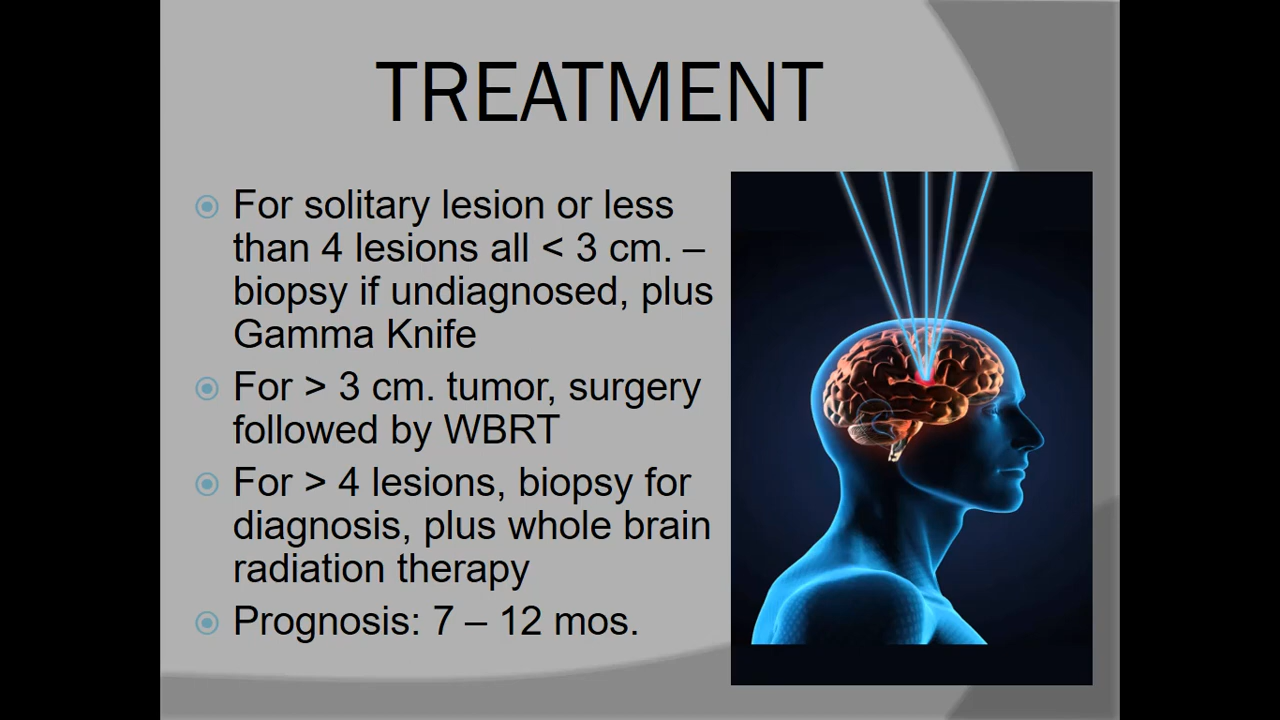 TREATMENT
For solitary lesion or less
than 4 lesions all < 3 cm. –
biopsy if undiagnosed, plus
Gamma Knife
For > 3 cm. tumor, surgery
followed by WBRT
For > 4 lesions, biopsy for
diagnosis, plus whole brain
radiation therapy
Prognosis: 7 – 12 mos.